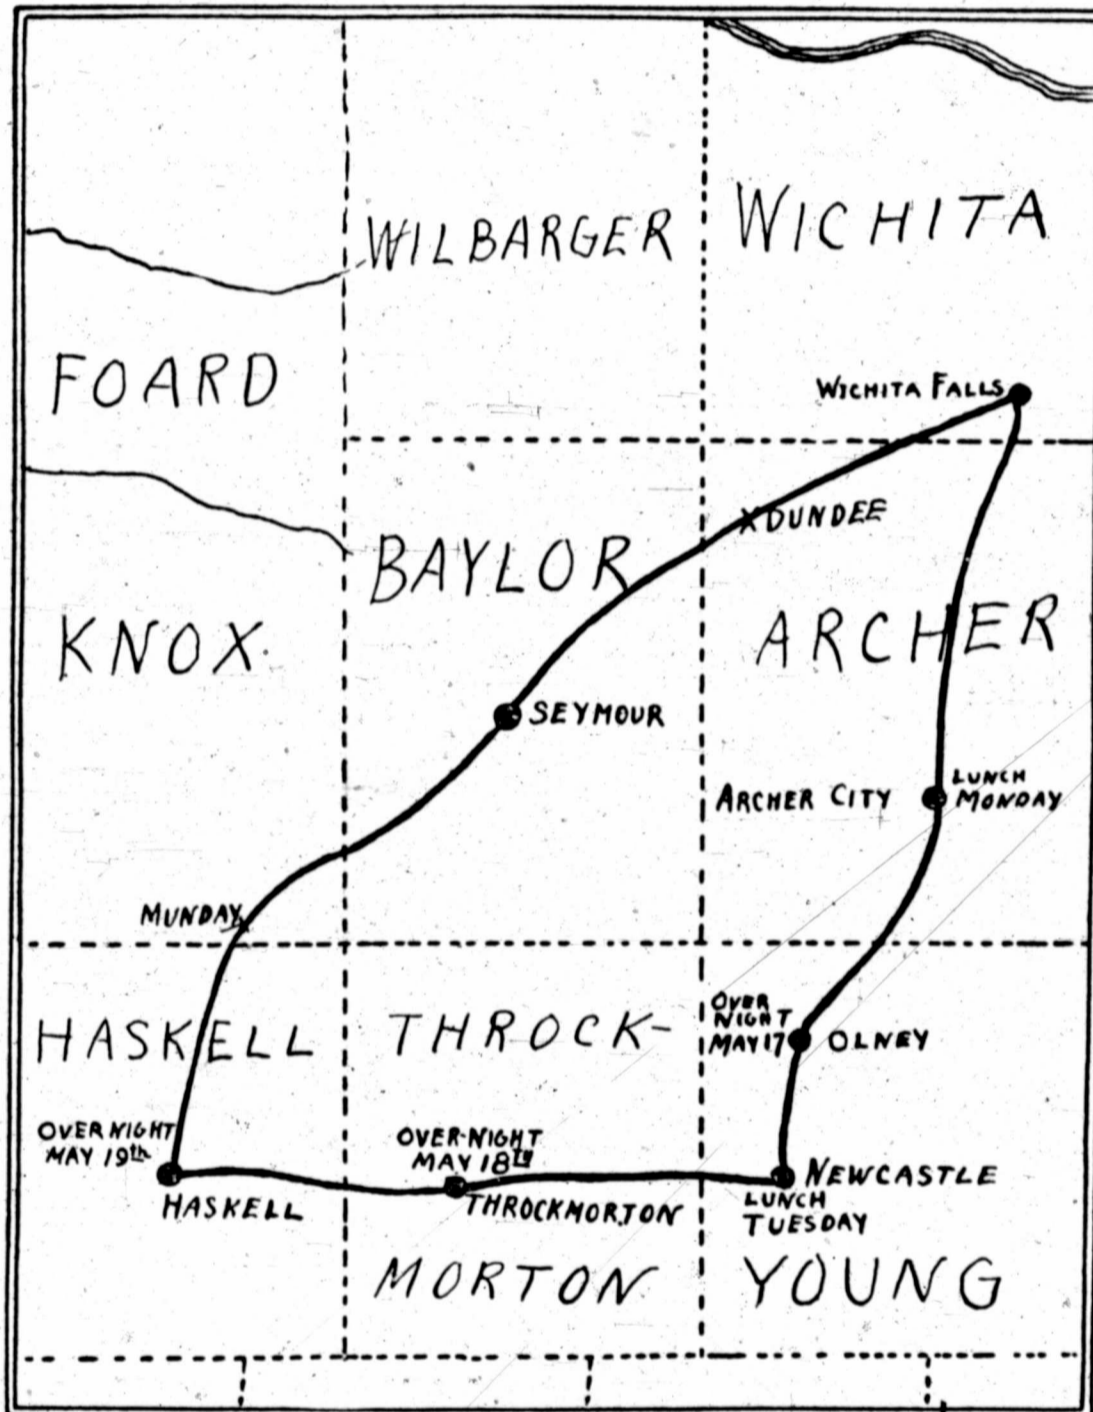 WILBARGER
WICHITA
FOARD
WICHITA FALLS
X DUNDEE
BAYLOR
KNOX.
ARCHER
SEYMOUR
ARCHER CITY
LUNCH
MONDAY
MUNDAY
HASKELL
THROCK-
OVER
NIGHT
MAY 17
OLNEY
OVER NIGHT
MAY 19th
HASKELL
OVER-NIGHT
MAY 18th
THROCKMORTON
NEWCASTLE
LUNCH
TUESDAY
MORTON
YOUNG